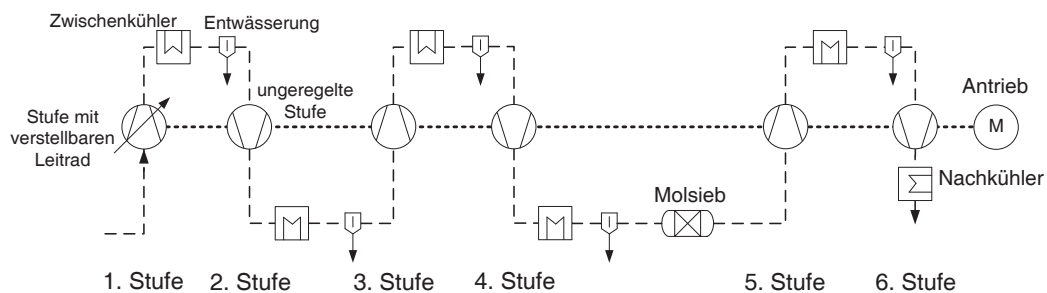 Zwischenkühler
Entwässerung
Stufe mit
verstellbaren
Leitrad
ungeregelte
Stufe
Antrieb
M
Nachkühler
Molsieb
1. Stufe
2. Stufe
3. Stufe
4. Stufe
5. Stufe
6. Stufe